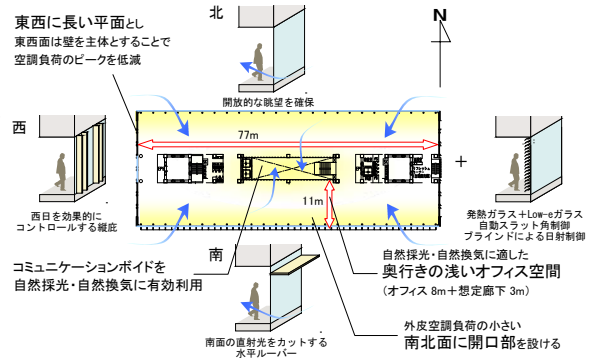 東西に長い平面とし
東西面は壁を主体とすることで
空調負荷のピークを低減
北
開放的な眺望を確保
N
西
西日を効果的に
コントロールする縦庇
77m
11m
+
発熱ガラス+Low-eガラス
自動スラット角制御
ブラインドによる日射制御
コミュニケーションボイドを
自然採光・自然換気に有効利用
南
南面の直射光をカットする
水平ルーバー
自然採光・自然換気に適した
奥行きの浅いオフィス空間
(オフィス 8m+想定廊下 3m)
外皮空調負荷の小さい
南北面に開口部を設ける